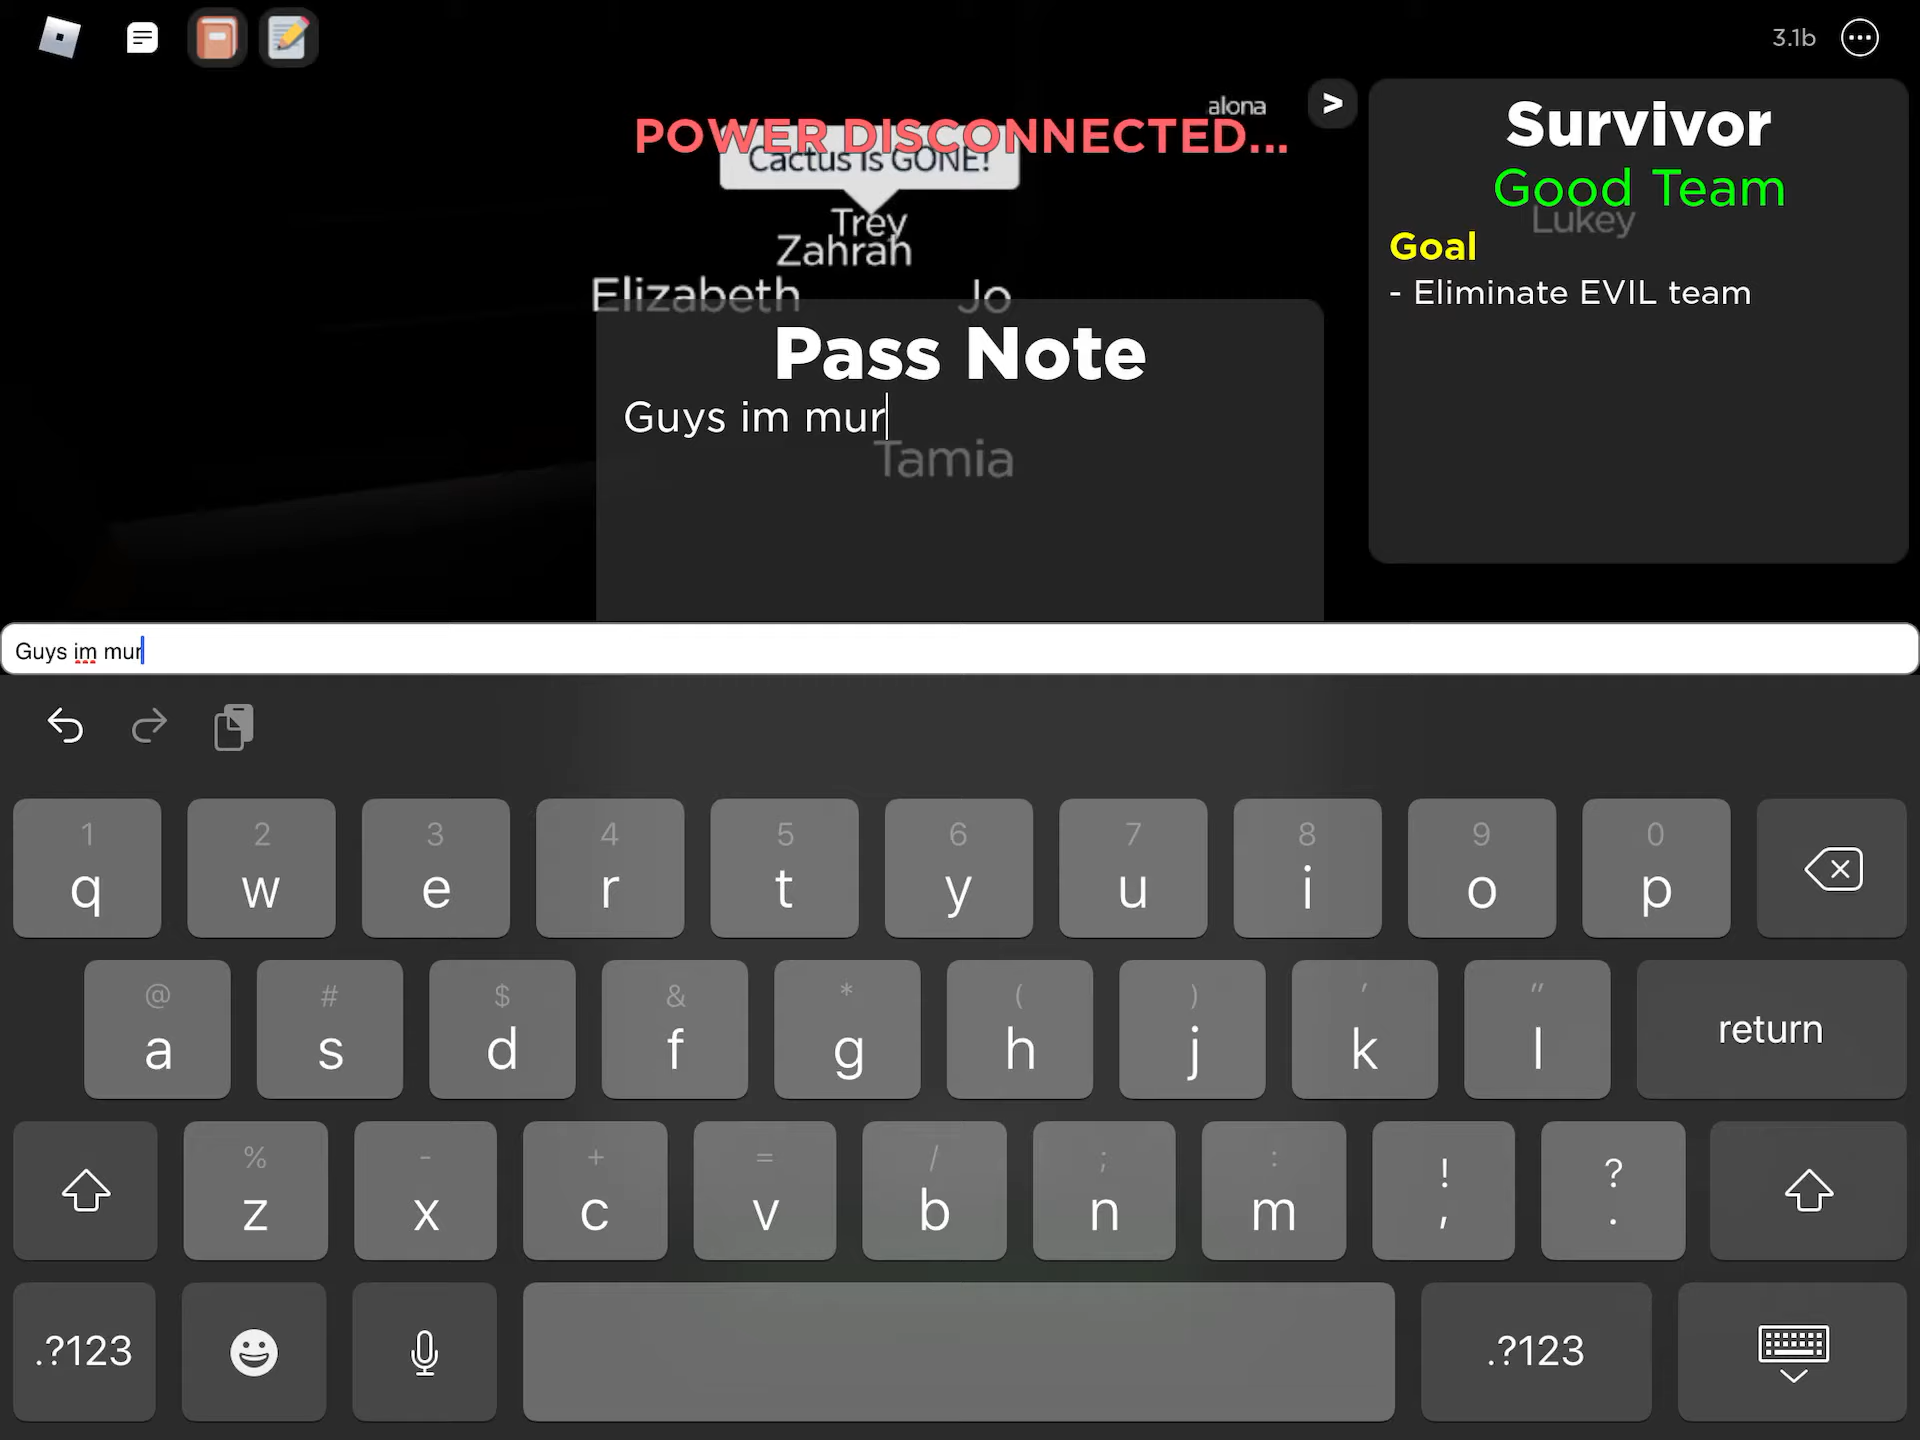 3.1b
alona
>
POWER DISCONNECTED...
Cactus is GONE!
Trey
Zahrah
Elizabeth
Jo
Survivor
Good Team
Lukey
Goal
- Eliminate EVIL team
Pass Note
Guys im mur
Tamia
Guys im mur
1 2 3 4 5 6 7 8 9 0
q w e r t y u i o p
@ # $ & * ( ) ' "
a s d f g h j k l return
% - + = / ; : ! ?
z x c v b n m , .
.?123 .?123